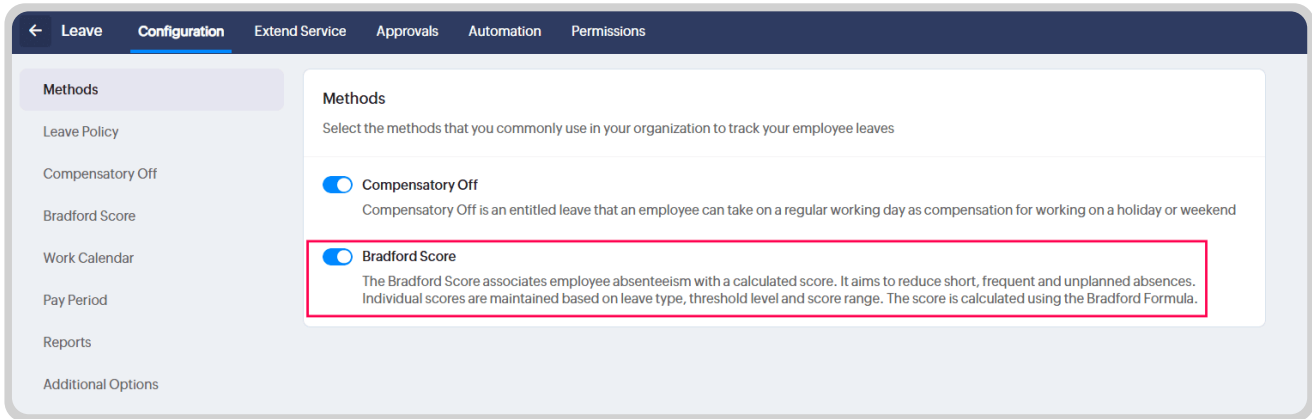 Leave Configuration Extend Service Approvals Automation Permissions
Methods
Leave Policy
Compensatory Off
Bradford Score
Work Calendar
Pay Period
Reports
Additional Options
Methods
Select the methods that you commonly use in your organization to track your employee leaves
Compensatory Off
Compensatory Off is an entitled leave that an employee can take on a regular working day as compensation for working on a holiday or weekend
Bradford Score
The Bradford Score associates employee absenteeism with a calculated score. It aims to reduce short, frequent and unplanned absences.
Individual scores are maintained based on leave type, threshold level and score range. The score is calculated using the Bradford Formula.